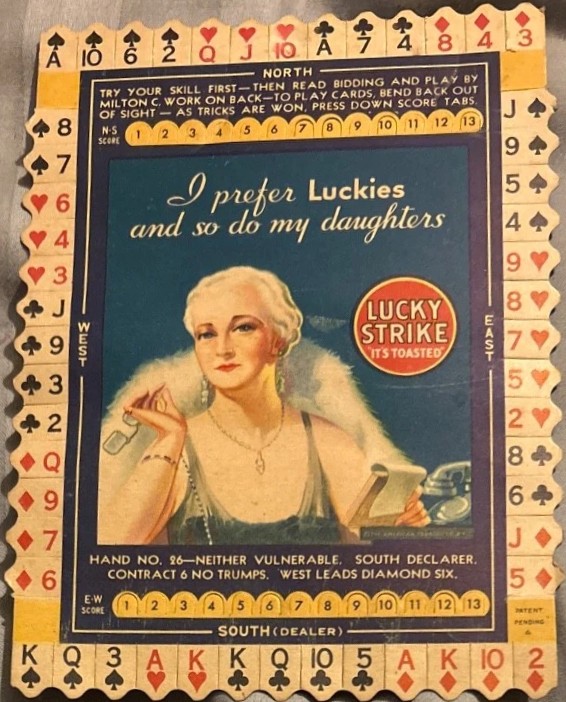 A♠ 10♠ 6♠ 2♠ Q♥ J♥ 10♥ A♣ 7♣ 4♣ 8♦ 4♦ 3♦
NORTH
TRY YOUR SKILL FIRST—THEN READ BIDDING AND PLAY BY
MILTON C. WORK ON BACK—TO PLAY CARDS, BEND BACK OUT
OF SIGHT — AS TRICKS ARE WON, PRESS DOWN SCORE TABS.
N-S
SCORE
1 2 3 4 5 6 7 8 9 10 11 12 13
♠ 8
♠ 7
♥ 6
♥ 4
♥ 3
♣ J
♣ 9
♣ 3
♣ 2
♦ Q
♦ 9
♦ 7
♦ 6
WEST
I prefer Luckies
and so do my daughters
LUCKY
STRIKE
"IT'S TOASTED"
EAST
J ♠
9 ♠
5 ♠
4 ♠
9 ♥
8 ♥
7 ♥
5 ♥
2 ♥
8 ♣
6 ♣
J ♦
5 ♦
HAND NO. 26—NEITHER VULNERABLE. SOUTH DECLARER.
CONTRACT 6 NO TRUMPS. WEST LEADS DIAMOND SIX.
E-W
SCORE
1 2 3 4 5 6 7 8 9 10 11 12 13
PATENT
PENDING
SOUTH (DEALER)
K♠ Q♠ 3♠ A♥ K♥ K♣ Q♣ 10♣ 5♣ A♦ K♦ 10♦ 2♦